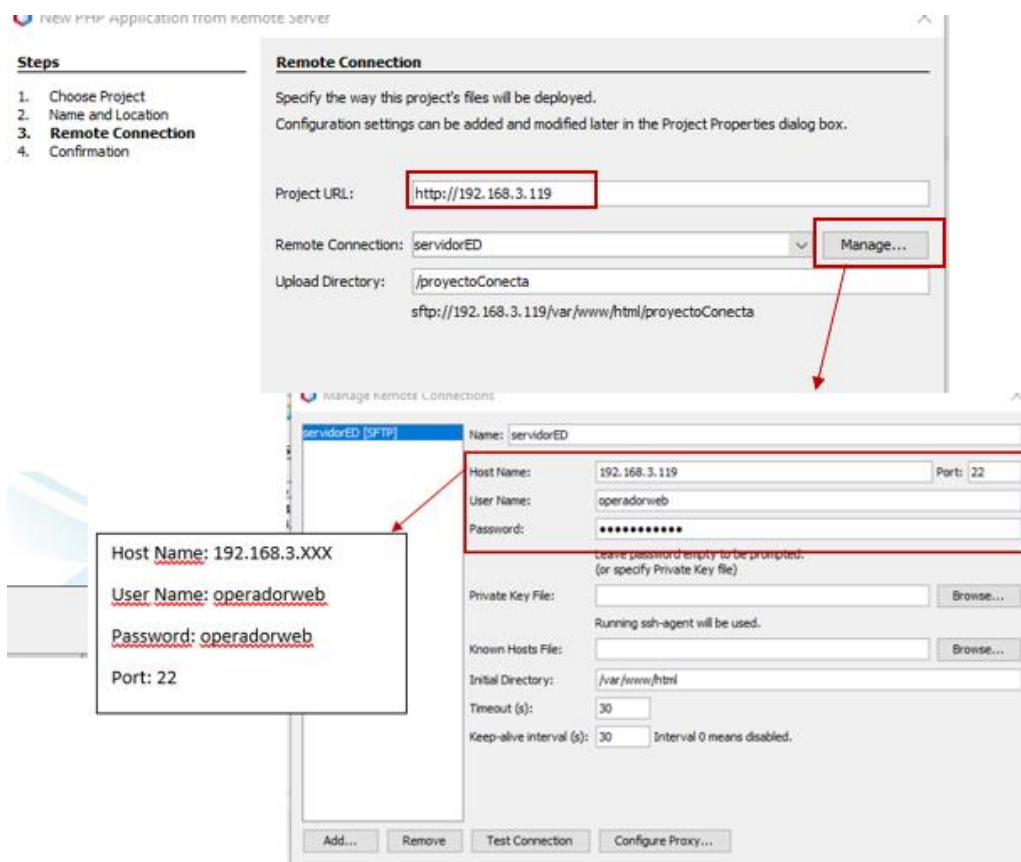 New PHP Application from Remote Server
Steps
1. Choose Project
2. Name and Location
3. Remote Connection
4. Confirmation
Remote Connection
Specify the way this project's files will be deployed.
Configuration settings can be added and modified later in the Project Properties dialog box.
Project URL: http://192.168.3.119
Remote Connection: servidorED Manage...
Upload Directory: /proyectoConecta
sftp://192.168.3.119/var/www/html/proyectoConecta
Manage Remote Connections
servidorED [SFTP]
Name: servidorED
Host Name: 192.168.3.119 Port: 22
User Name: operadorweb
Password: ●●●●●●●●●●●
Leave password empty to be prompted.
(or specify Private Key file)
Private Key File: Browse...
Running ssh-agent will be used.
Known Hosts File: Browse...
Initial Directory: /var/www/html
Timeout (s): 30
Keep-alive interval (s): 30 Interval 0 means disabled.
Add... Remove Test Connection Configure Proxy...
Host Name: 192.168.3.XXX
User Name: operadorweb
Password: operadorweb
Port: 22